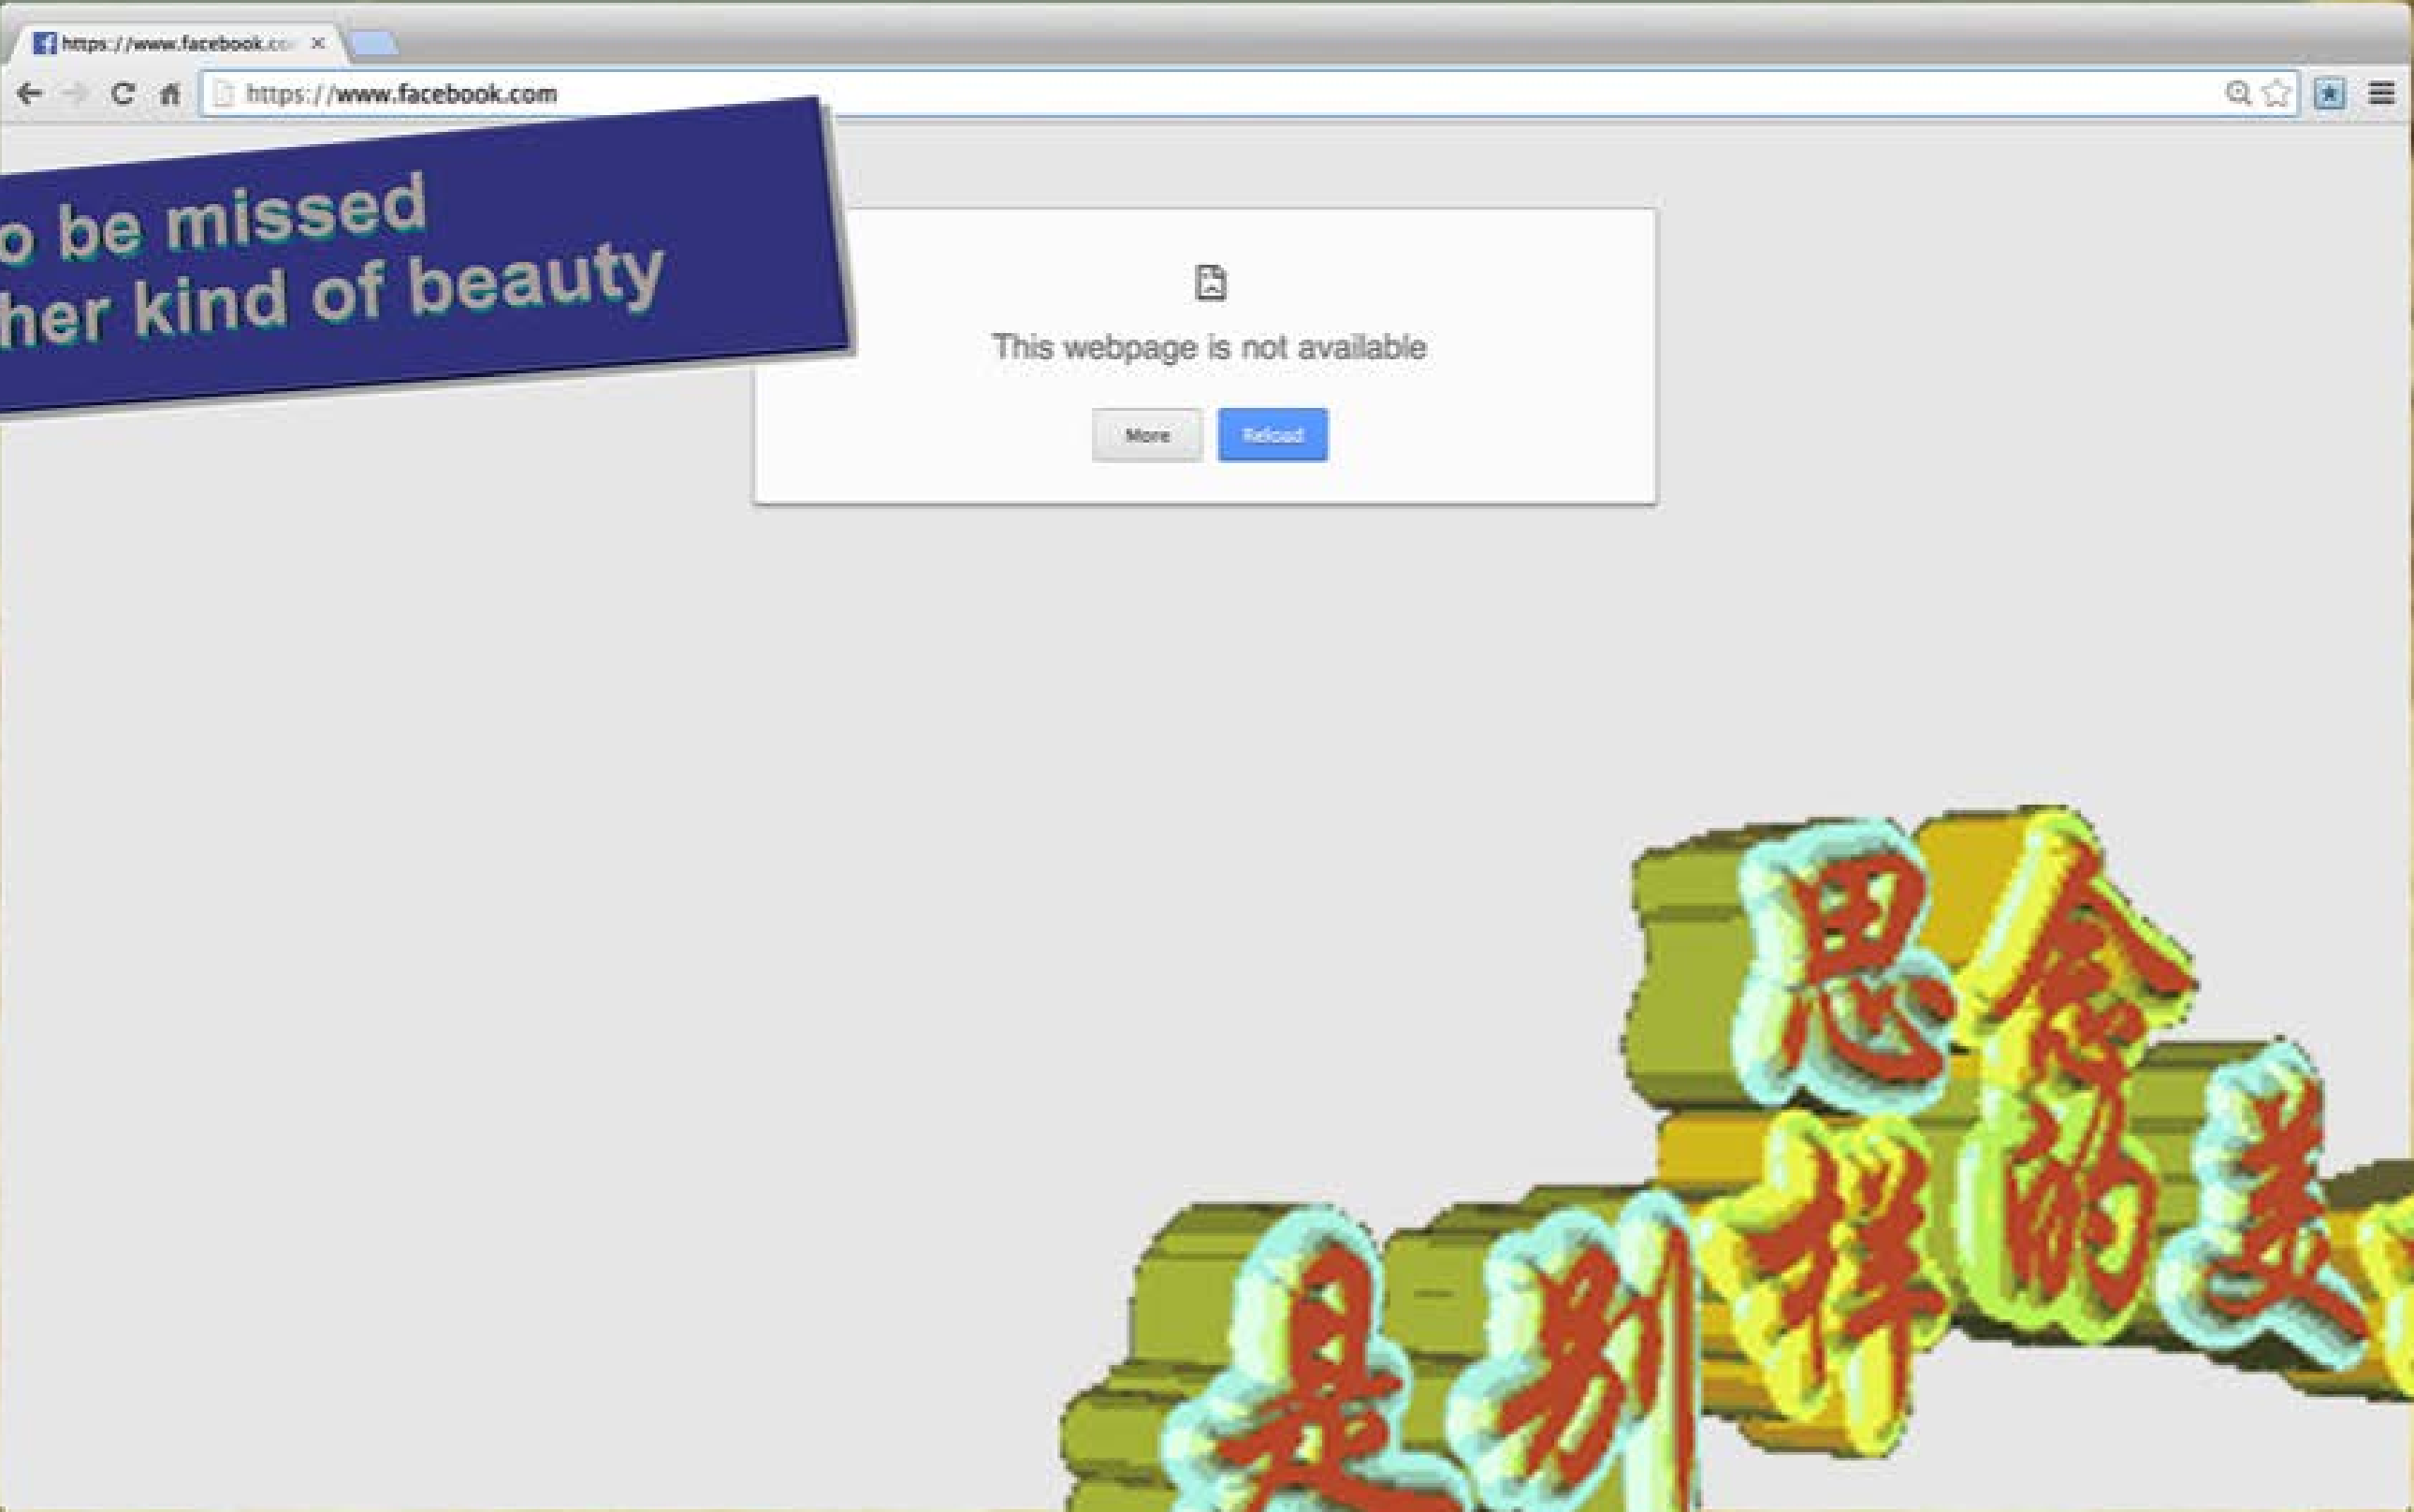 https://www.facebook.co
https://www.facebook.com
o be missed
her kind of beauty
This webpage is not available
More Reload
思念
是别样的美